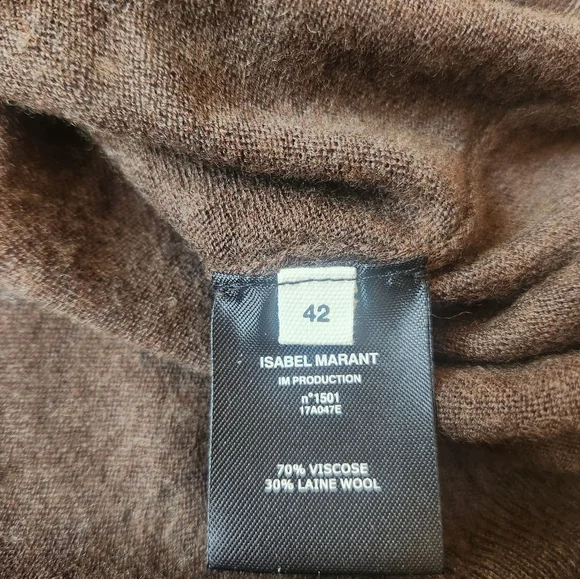 42
ISABEL MARANT
IM PRODUCTION
n°1501
17A047E
70% VISCOSE
30% LAINE WOOL